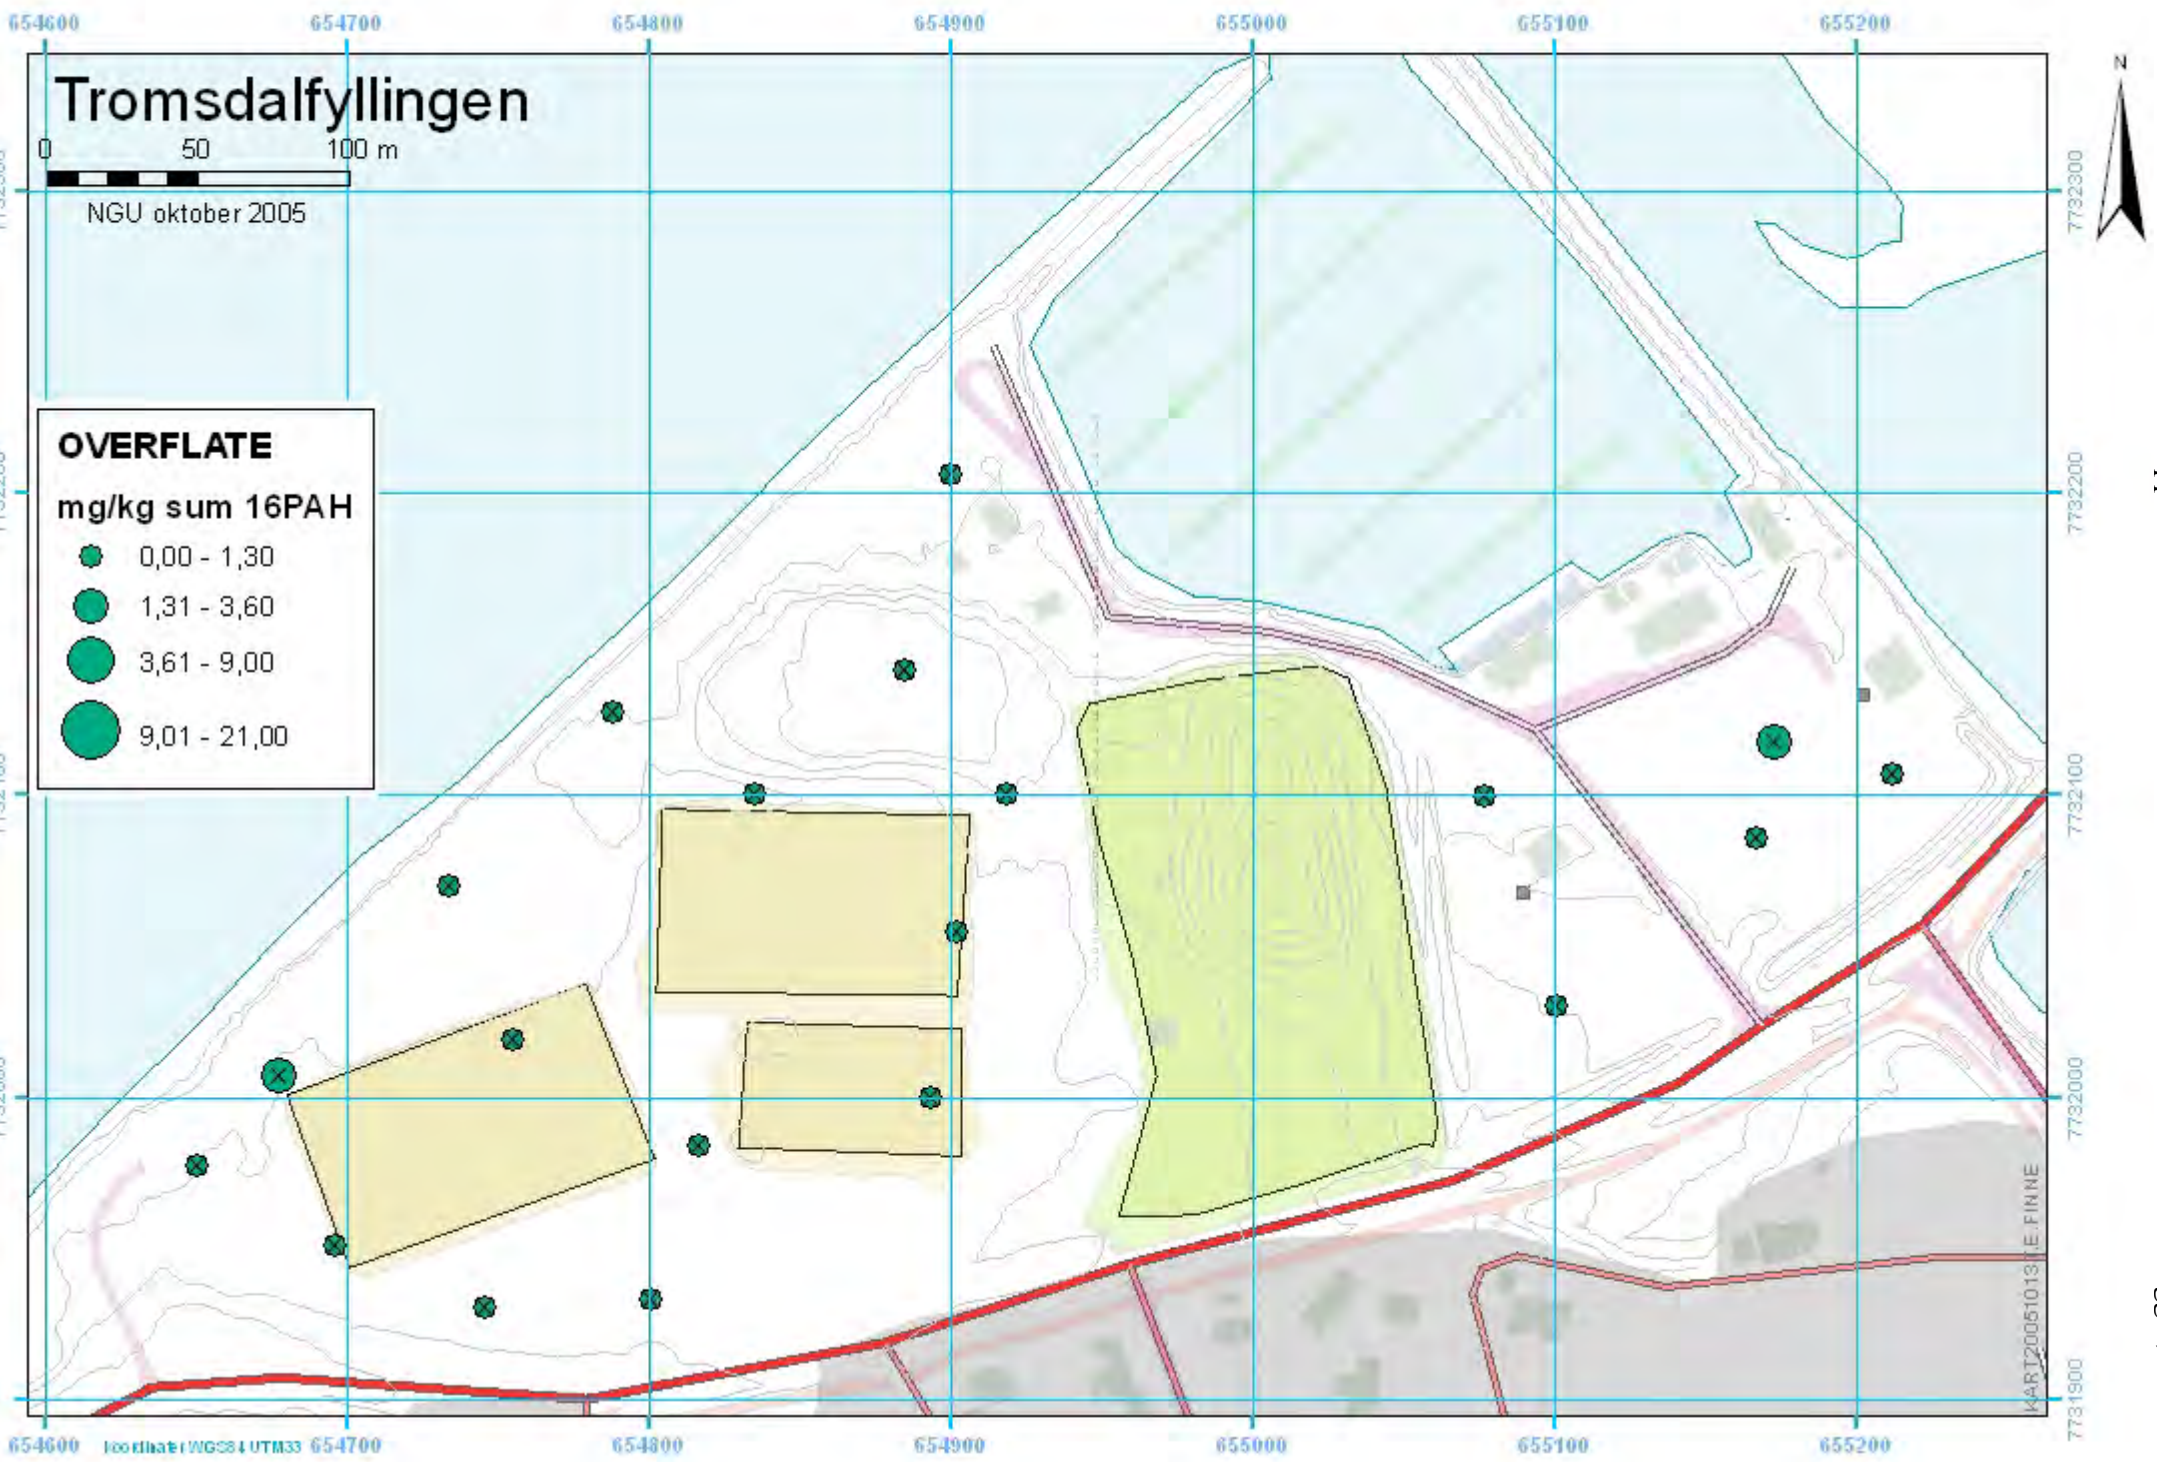 654600 654700 654800 654900 655000 655100 655200
Tromsdalfyllingen
0 50 100 m
NGU oktober 2005
N
OVERFLATE
mg/kg sum 16PAH
0,00 - 1,30
1,31 - 3,60
3,61 - 9,00
9,01 - 21,00
7732300
7732200
7732100
7732000
7731900
KART20051013T.E.FINNE
654600 koordinater WGS84 UTM33 654700 654800 654900 655000 655100 655200